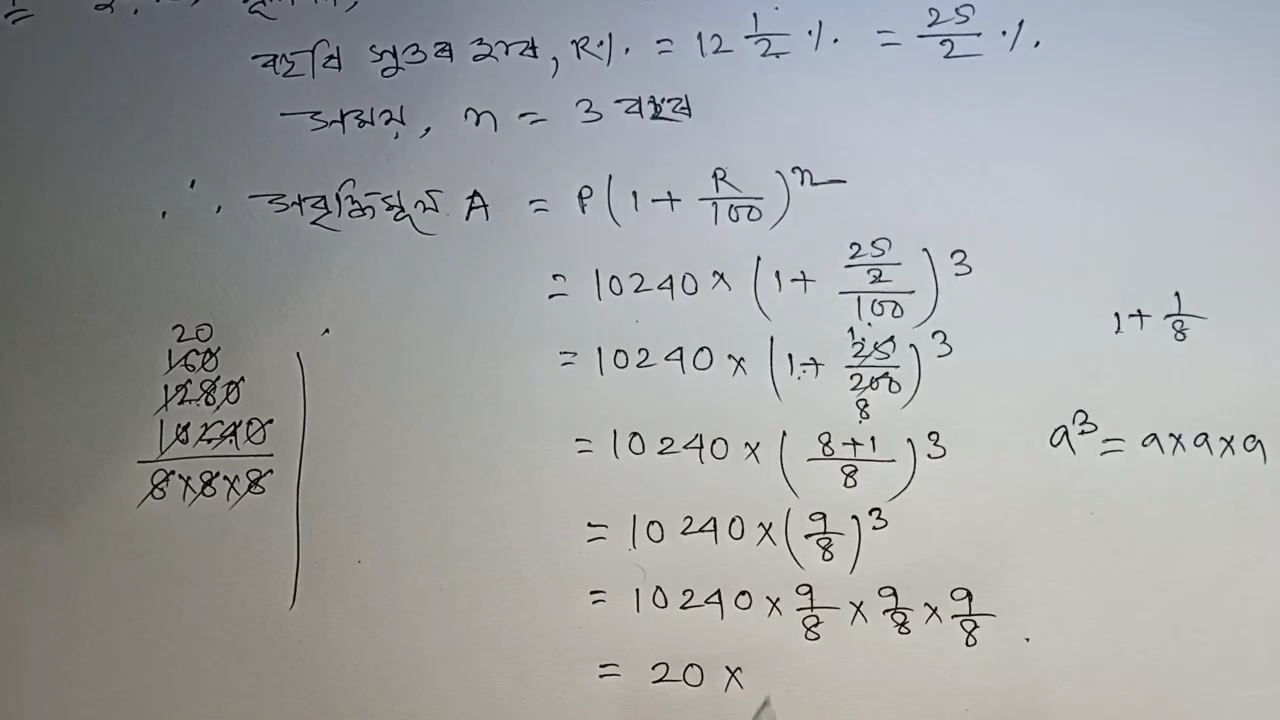 R% = 12 1/2 % = 25/2 %.
সময়, n = 3 বছর
∴ সবৃদ্ধিমূল A = P(1 + R/100)^n
= 10240 × (1 + (25/2)/100)^3
1 + 1/8
= 10240 × (1 + 25/200)^3
1
8
= 10240 × ((8+1)/8)^3
a^3 = a×a×a
= 10240 × (9/8)^3
= 10240 × 9/8 × 9/8 × 9/8
= 20 ×
20
160
1280
10240
8×8×8